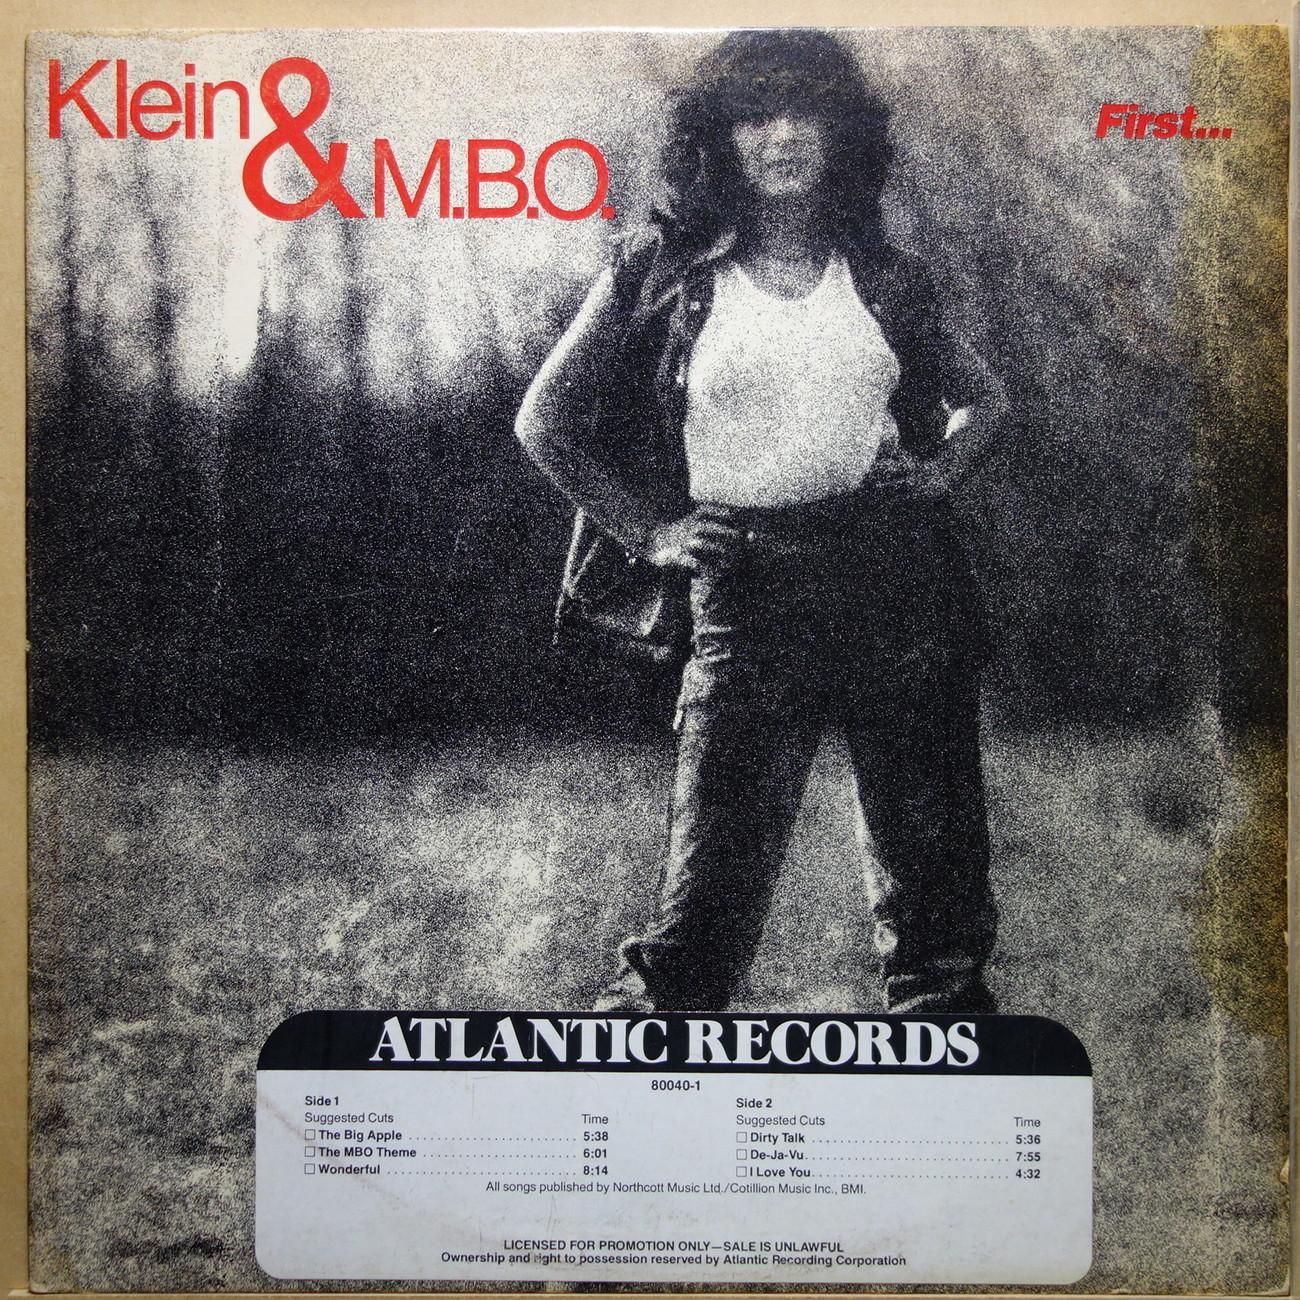 Klein & M.B.O.
First...
ATLANTIC RECORDS
80040-1
Side 1
Suggested Cuts Time
The Big Apple 5:38
The MBO Theme 6:01
Wonderful 8:14
Side 2
Suggested Cuts Time
Dirty Talk 5:36
De-Ja-Vu 7:55
I Love You 4:32
All songs published by Northcott Music Ltd./Cotillion Music Inc., BMI.
LICENSED FOR PROMOTION ONLY—SALE IS UNLAWFUL
Ownership and right to possession reserved by Atlantic Recording Corporation